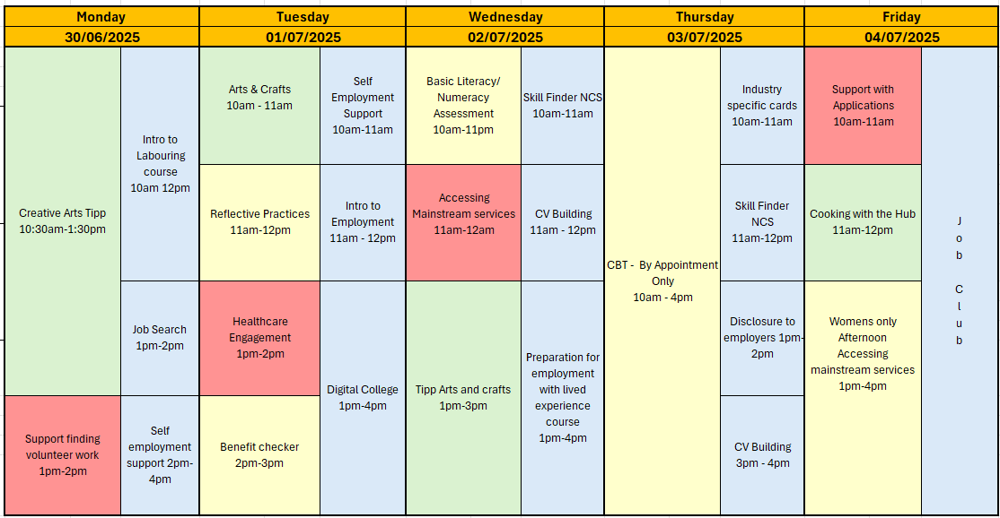 Monday
Tuesday
Wednesday
Thursday
Friday
30/06/2025
01/07/2025
02/07/2025
03/07/2025
04/07/2025
Creative Arts Tipp
10:30am-1:30pm
Support finding
volunteer work
1pm-2pm
Intro to
Labouring
course
10am 12pm
Job Search
1pm-2pm
Self
employment
support 2pm-
4pm
Arts & Crafts
10am - 11am
Reflective Practices
11am-12pm
Healthcare
Engagement
1pm-2pm
Benefit checker
2pm-3pm
Self
Employment
Support
10am-11am
Intro to
Employment
11am - 12pm
Digital College
1pm-4pm
Basic Literacy/
Numeracy
Assessment
10am-11pm
Accessing
Mainstream services
11am-12am
Tipp Arts and crafts
1pm-3pm
Skill Finder NCS
10am-11am
CV Building
11am - 12pm
Preparation for
employment
with lived
experience
course
1pm-4pm
CBT -  By Appointment
Only
10am - 4pm
Industry
specific cards
10am-11am
Skill Finder
NCS
11am-12pm
Disclosure to
employers 1pm-
2pm
CV Building
3pm - 4pm
Support with
Applications
10am-11am
Cooking with the Hub
11am-12pm
Womens only
Afternoon
Accessing
mainstream services
1pm-4pm
J
o
b
C
l
u
b